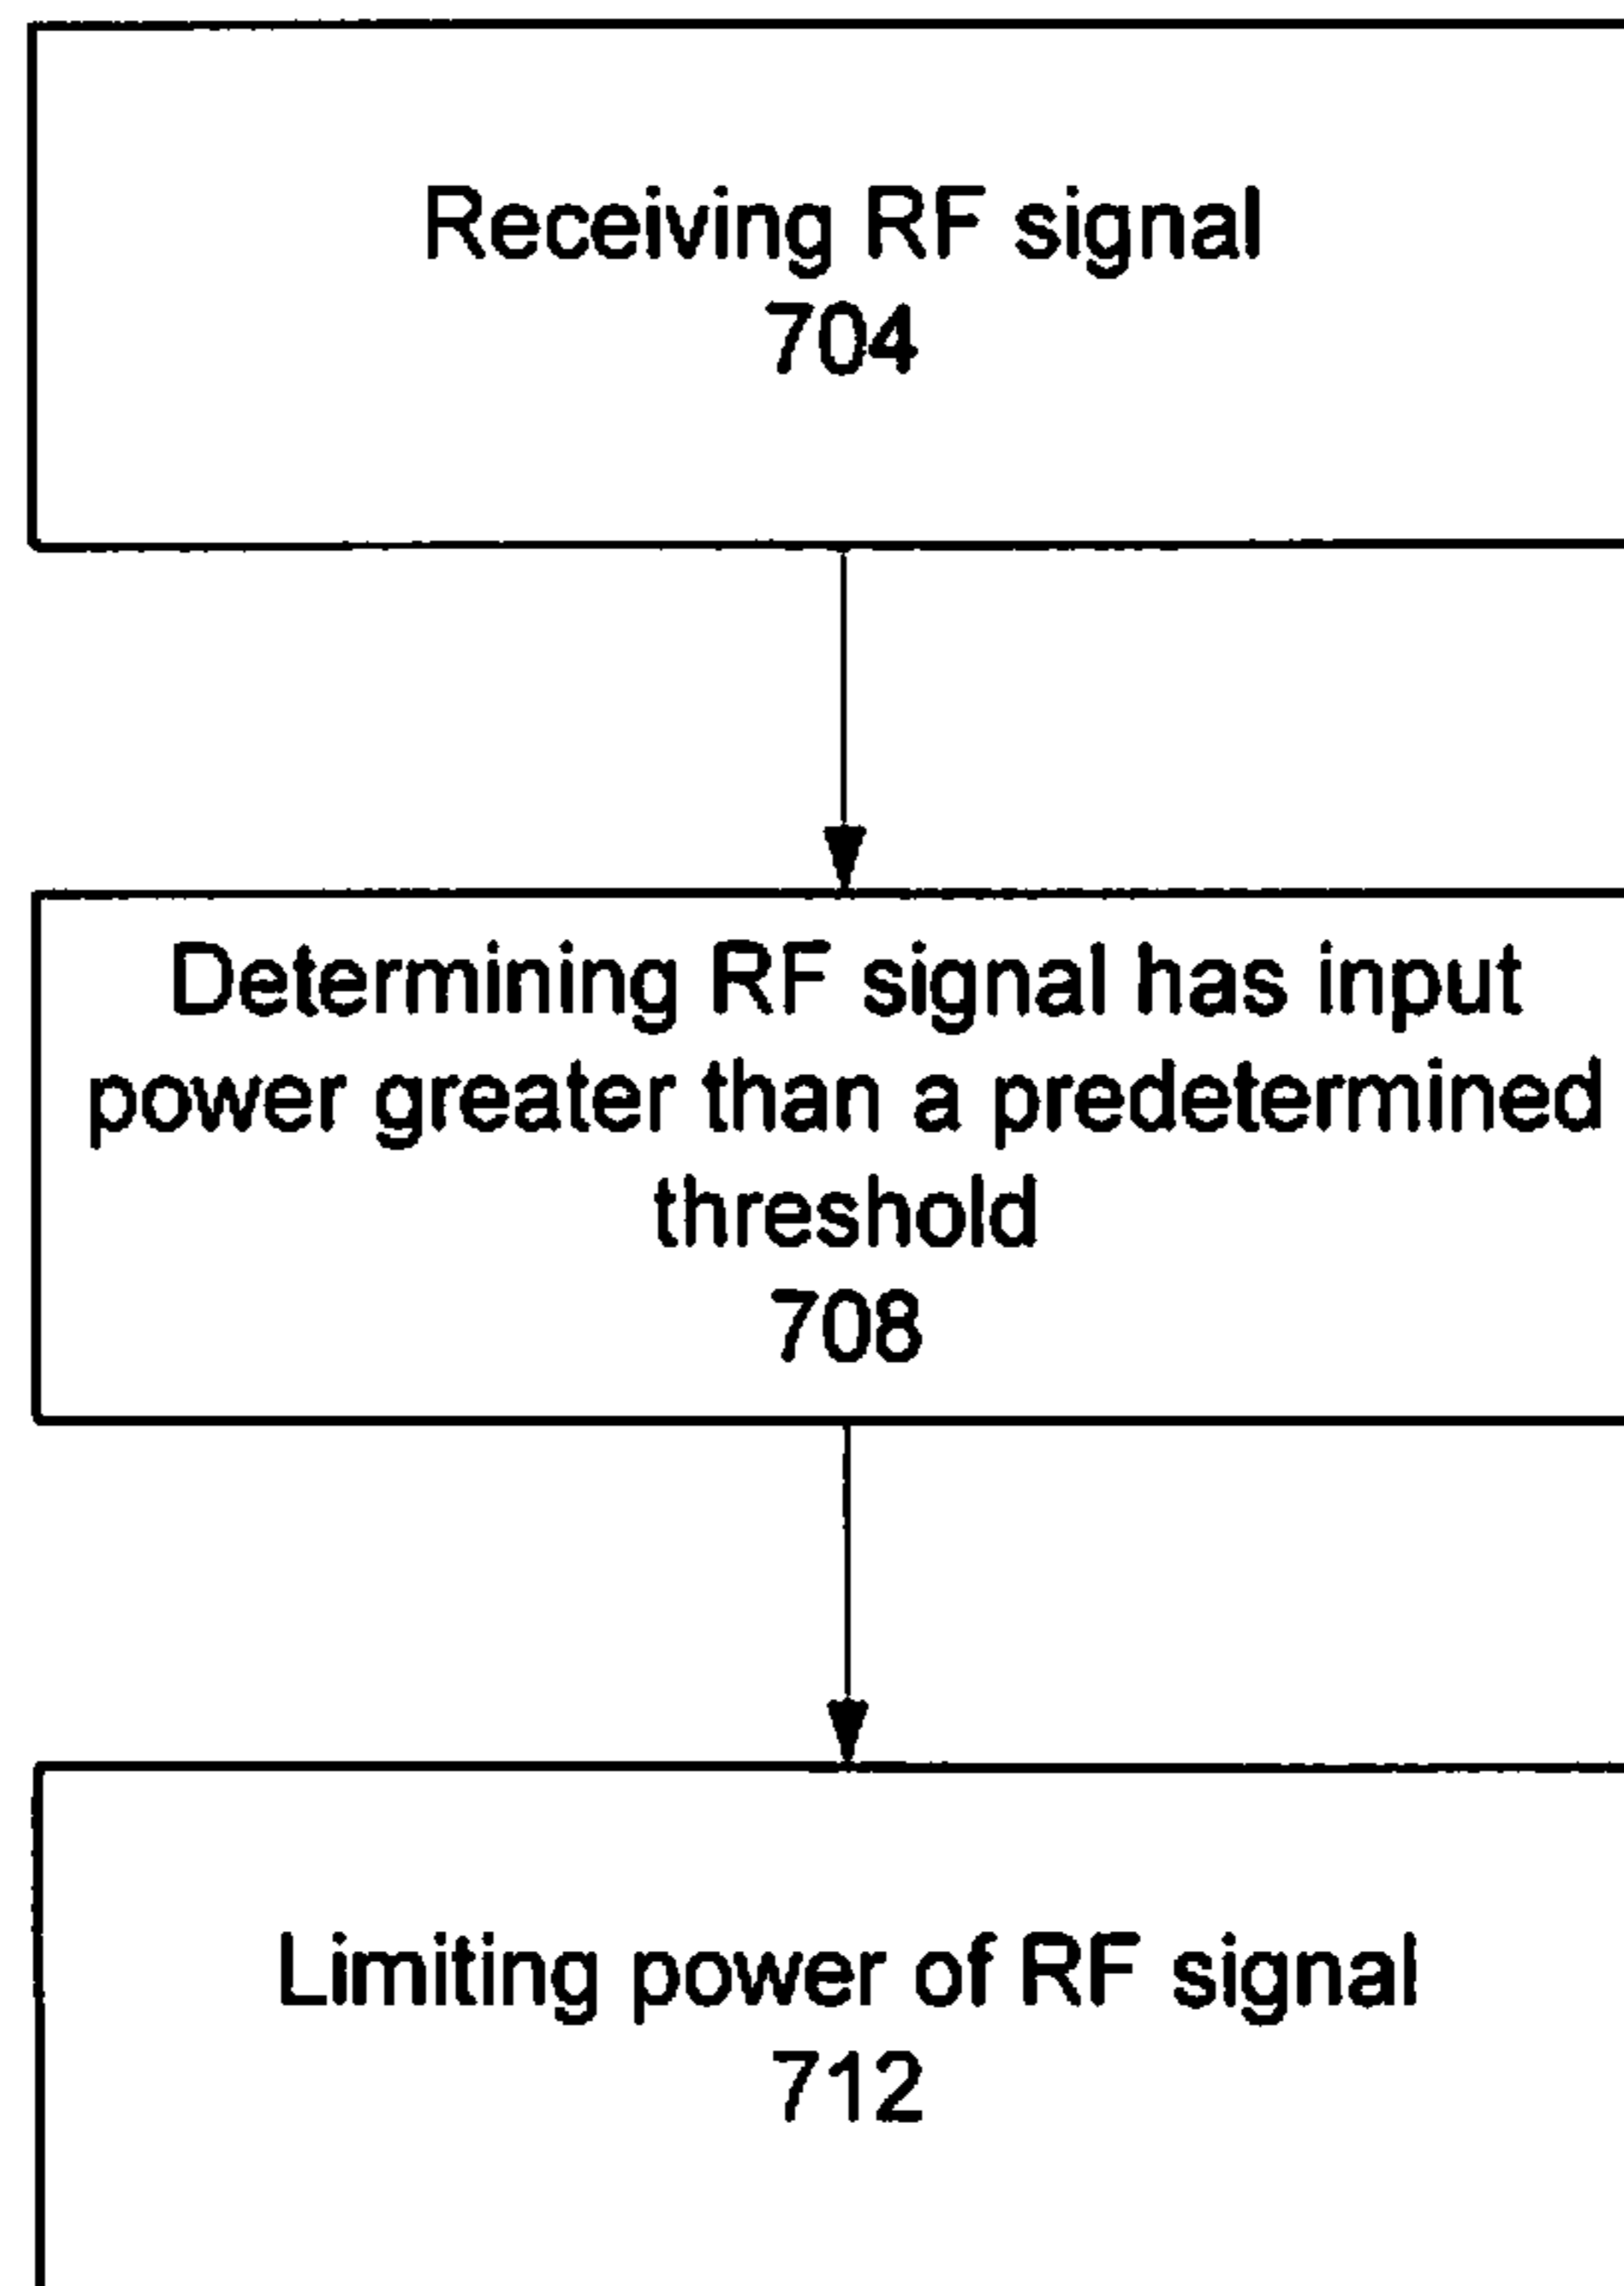 Receiving RF signal
704
Determining RF signal has input
power greater than a predetermined
threshold
708
Limiting power of RF signal
712